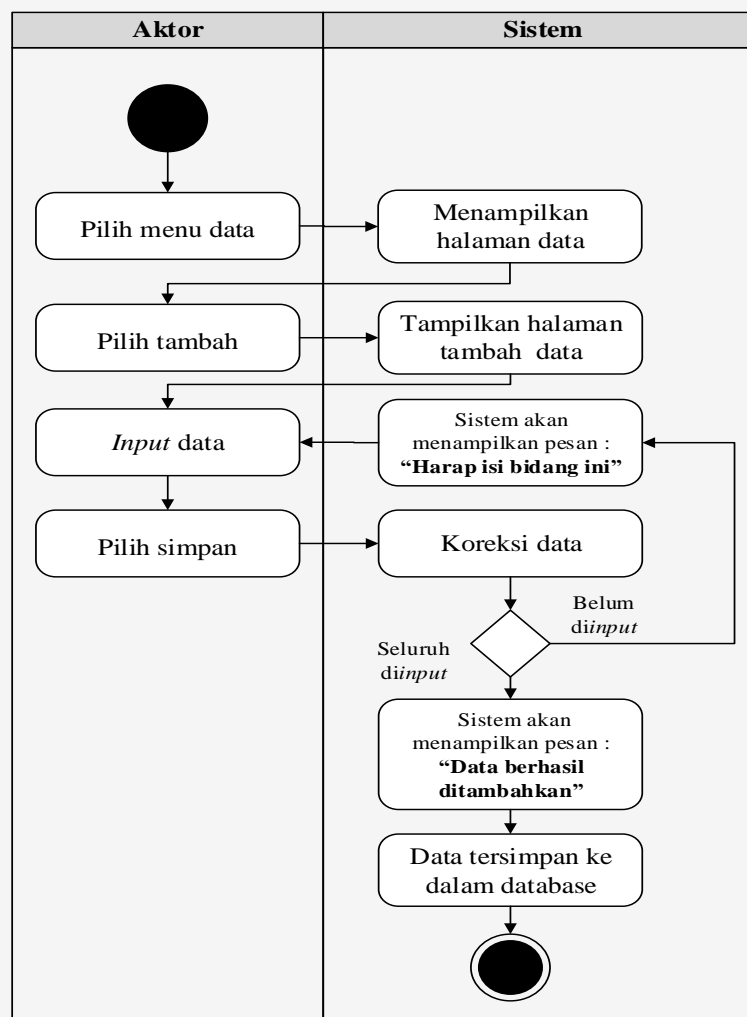 Aktor
Sistem
Pilih menu data
Menampilkan
halaman data
Pilih tambah
Tampilkan halaman
tambah data
Input data
Sistem akan
menampilkan pesan :
“Harap isi bidang ini”
Pilih simpan
Koreksi data
Belum
diinput
Seluruh
diinput
Sistem akan
menampilkan pesan :
“Data berhasil
ditambahkan”
Data tersimpan ke
dalam database